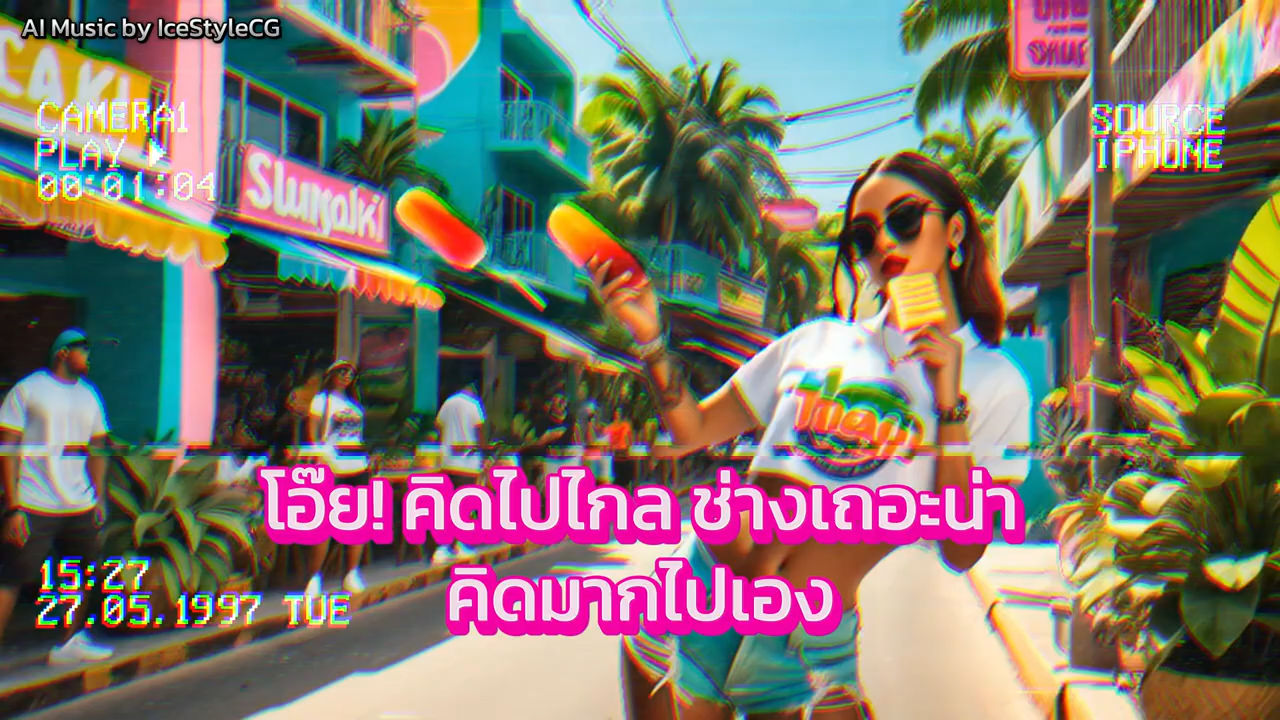 AI Music by IceStyleCG
CAMERA1
PLAY
00:01:04
SOURCE
IPHONE
โอ๊ย! คิดไปไกล ช่างเถอะน่า
คิดมากไปเอง
15:27
27.05.1997 TUE